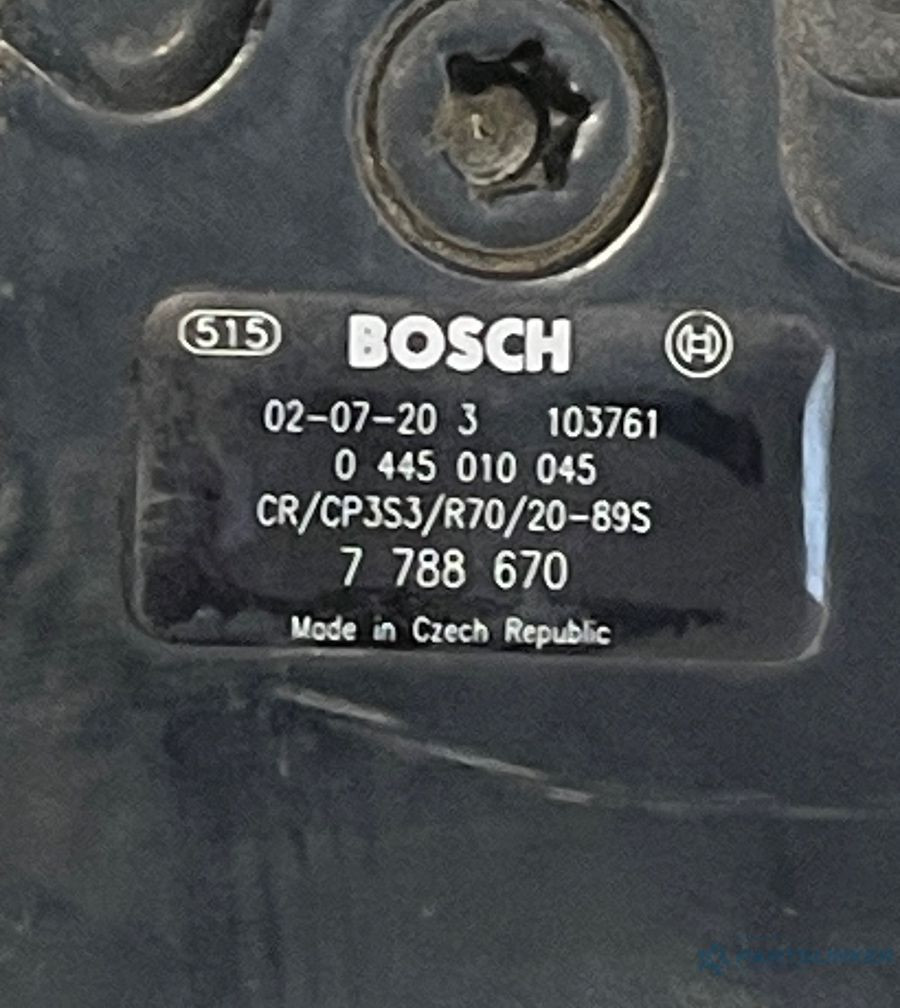 515 BOSCH
02-07-20 3 103761
0 445 010 045
CR/CP3S3/R70/20-89S
7 788 670
Made in Czech Republic